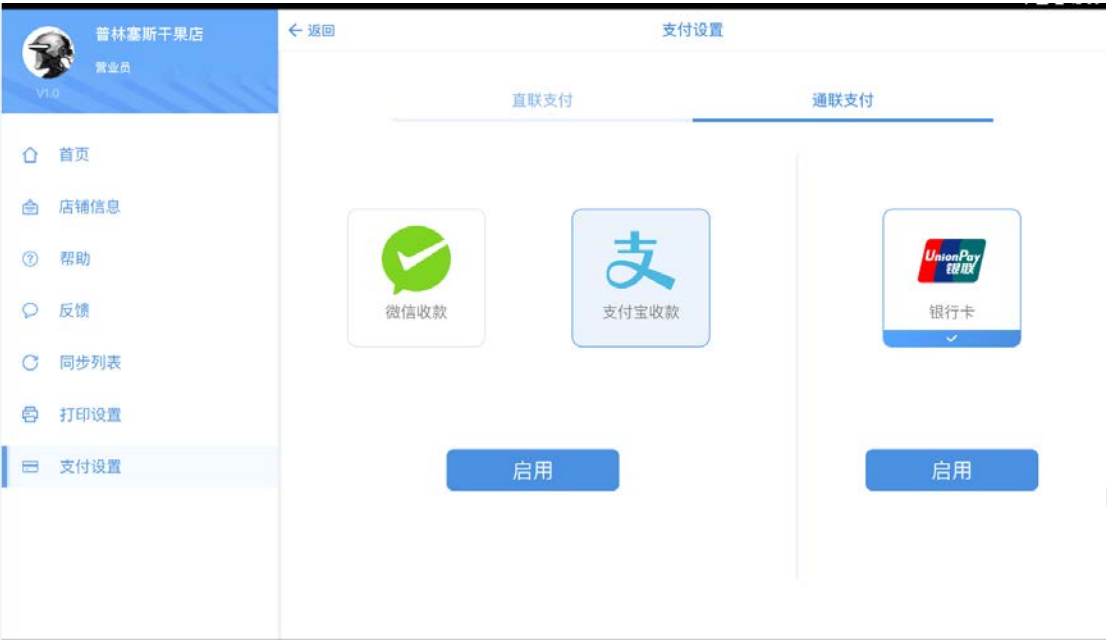 普林塞斯干果店
营业员
V1.0
首页
店铺信息
帮助
反馈
同步列表
打印设置
支付设置
返回
支付设置
直联支付
通联支付
微信收款
支
支付宝收款
UnionPay
银联
银行卡
启用
启用